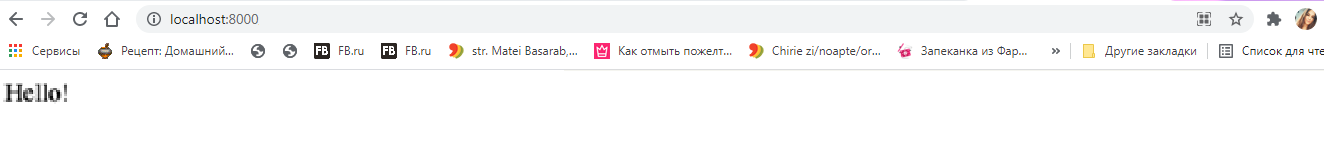 localhost:8000
Сервисы Рецепт: Домашний... FB FB.ru FB FB.ru str. Matei Basarab,... Как отмыть пожелт... Chirie zi/noapte/or... Запеканка из Фар... » Другие закладки Список для чте
Hello!